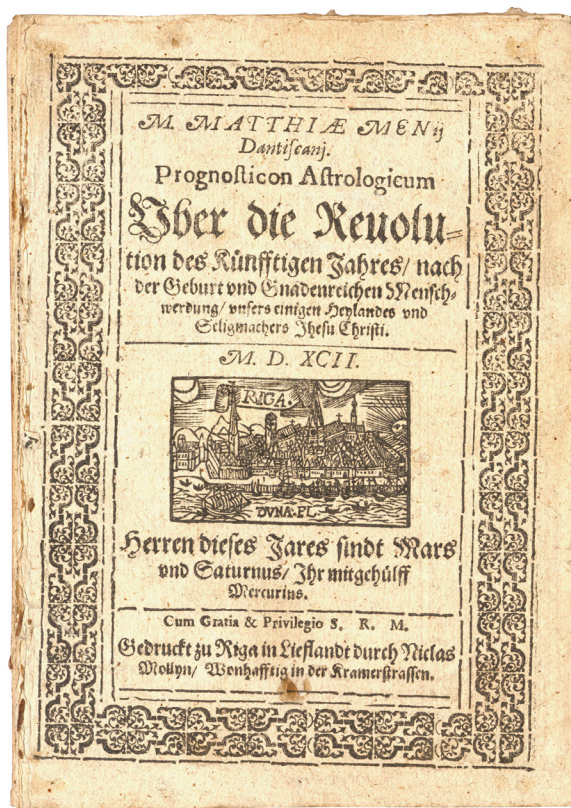 M. MATTHIÆ MENij
Dantiſcanj.
Prognoſticon Aſtrologicum
Vber die Reuolu-
tion des Künfftigen Jahres/ nach
der Geburt vnd Gnadenreichen Menſch-
werdung/ vnſers einigen Heylandes vnd
Seligmachers Jheſu Chriſti.
M. D. XCII.
RIGA
DVNA. FL.
Herren dieſes Jares ſindt Mars
vnd Saturnus/ Jhr mitgehülff
Mercurius.
Cum Gratia & Privilegio S. R. M.
Gedruckt zu Riga in Lieflandt durch Niclas
Mollyn/ Wonhafftig in der Kramerſtraſſen.